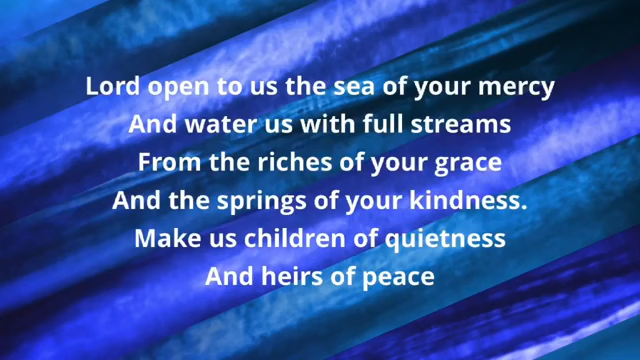 Lord open to us the sea of your mercy
And water us with full streams
From the riches of your grace
And the springs of your kindness.
Make us children of quietness
And heirs of peace